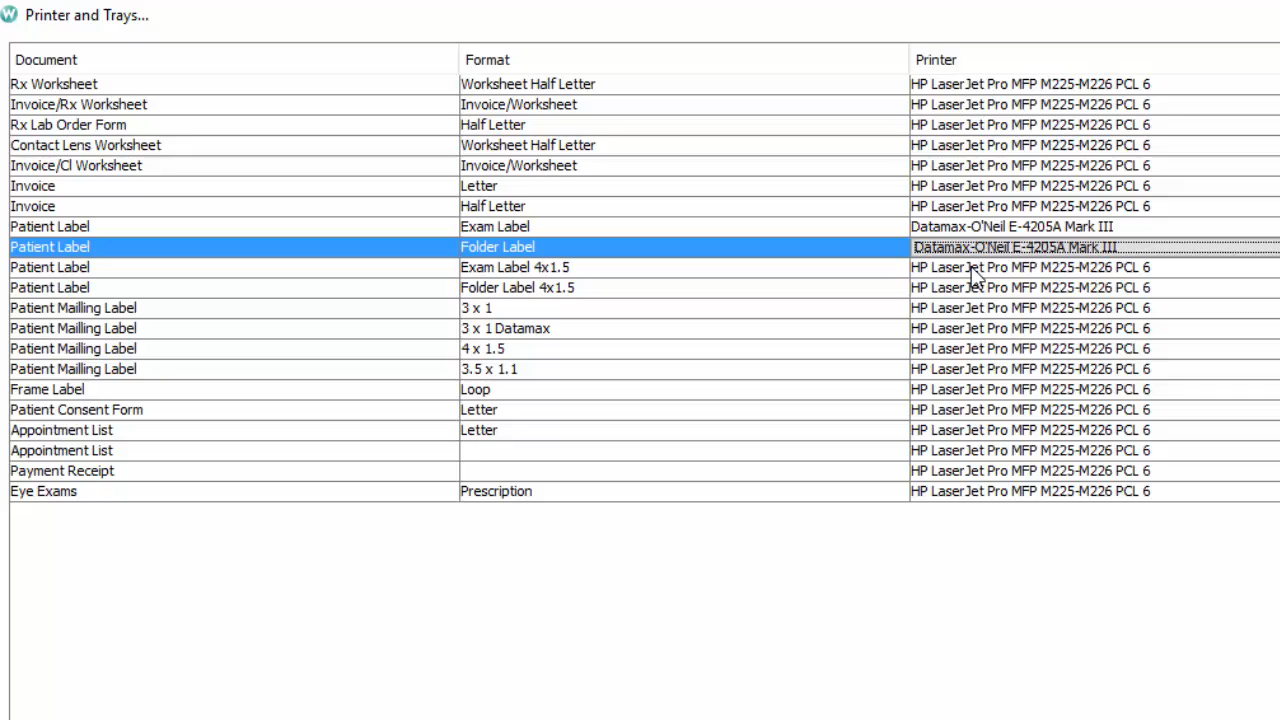 Printer and Trays...
Document Format Printer
Rx Worksheet Worksheet Half Letter HP LaserJet Pro MFP M225-M226 PCL 6
Invoice/Rx Worksheet Invoice/Worksheet HP LaserJet Pro MFP M225-M226 PCL 6
Rx Lab Order Form Half Letter HP LaserJet Pro MFP M225-M226 PCL 6
Contact Lens Worksheet Worksheet Half Letter HP LaserJet Pro MFP M225-M226 PCL 6
Invoice/Cl Worksheet Invoice/Worksheet HP LaserJet Pro MFP M225-M226 PCL 6
Invoice Letter HP LaserJet Pro MFP M225-M226 PCL 6
Invoice Half Letter HP LaserJet Pro MFP M225-M226 PCL 6
Patient Label Exam Label Datamax-O'Neil E-4205A Mark III
Patient Label Folder Label Datamax-O'Neil E-4205A Mark III
Patient Label Exam Label 4x1.5 HP LaserJet Pro MFP M225-M226 PCL 6
Patient Label Folder Label 4x1.5 HP LaserJet Pro MFP M225-M226 PCL 6
Patient Mailing Label 3 x 1 HP LaserJet Pro MFP M225-M226 PCL 6
Patient Mailing Label 3 x 1 Datamax HP LaserJet Pro MFP M225-M226 PCL 6
Patient Mailing Label 4 x 1.5 HP LaserJet Pro MFP M225-M226 PCL 6
Patient Mailing Label 3.5 x 1.1 HP LaserJet Pro MFP M225-M226 PCL 6
Frame Label Loop HP LaserJet Pro MFP M225-M226 PCL 6
Patient Consent Form Letter HP LaserJet Pro MFP M225-M226 PCL 6
Appointment List Letter HP LaserJet Pro MFP M225-M226 PCL 6
Appointment List HP LaserJet Pro MFP M225-M226 PCL 6
Payment Receipt HP LaserJet Pro MFP M225-M226 PCL 6
Eye Exams Prescription HP LaserJet Pro MFP M225-M226 PCL 6